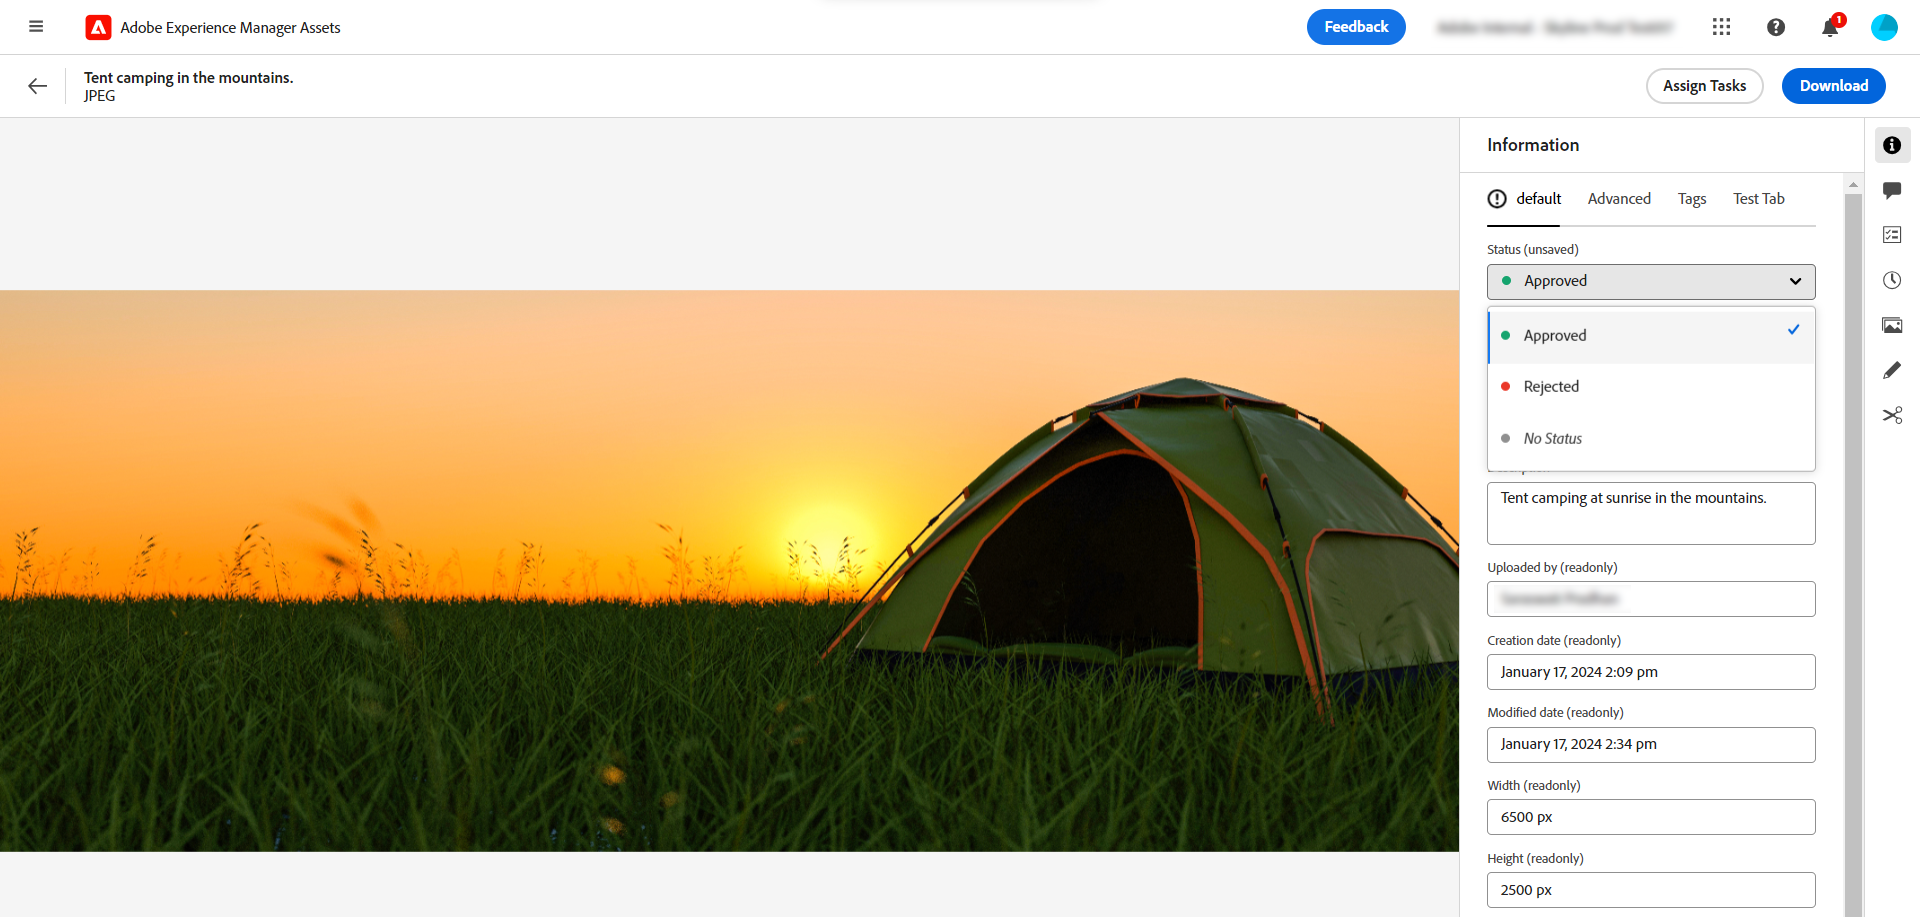 Adobe Experience Manager Assets
Feedback
1
Tent camping in the mountains.
JPEG
Assign Tasks
Download
Information
default
Advanced
Tags
Test Tab
Status (unsaved)
Approved
Approved
Rejected
No Status
Tent camping at sunrise in the mountains.
Uploaded by (readonly)
Creation date (readonly)
January 17, 2024 2:09 pm
Modified date (readonly)
January 17, 2024 2:34 pm
Width (readonly)
6500 px
Height (readonly)
2500 px